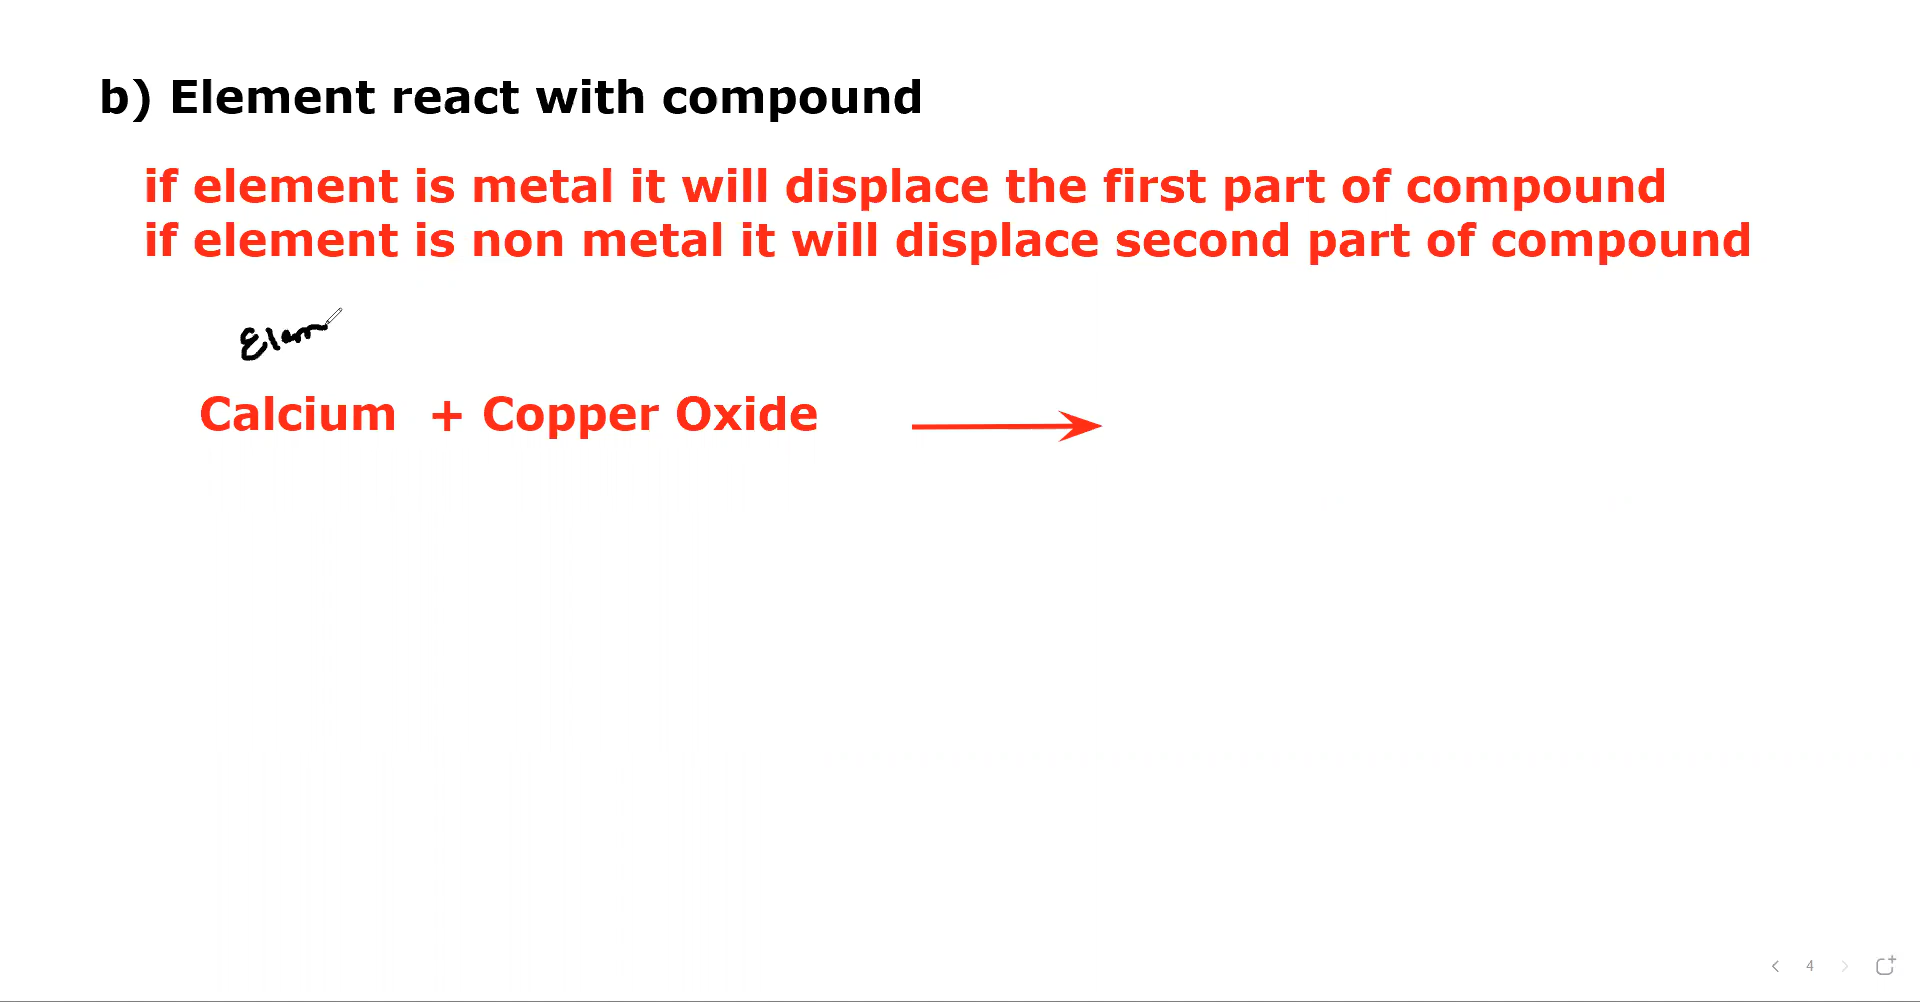 b) Element react with compound
if element is metal it will displace the first part of compound
if element is non metal it will displace second part of compound
Elem
Calcium + Copper Oxide
4